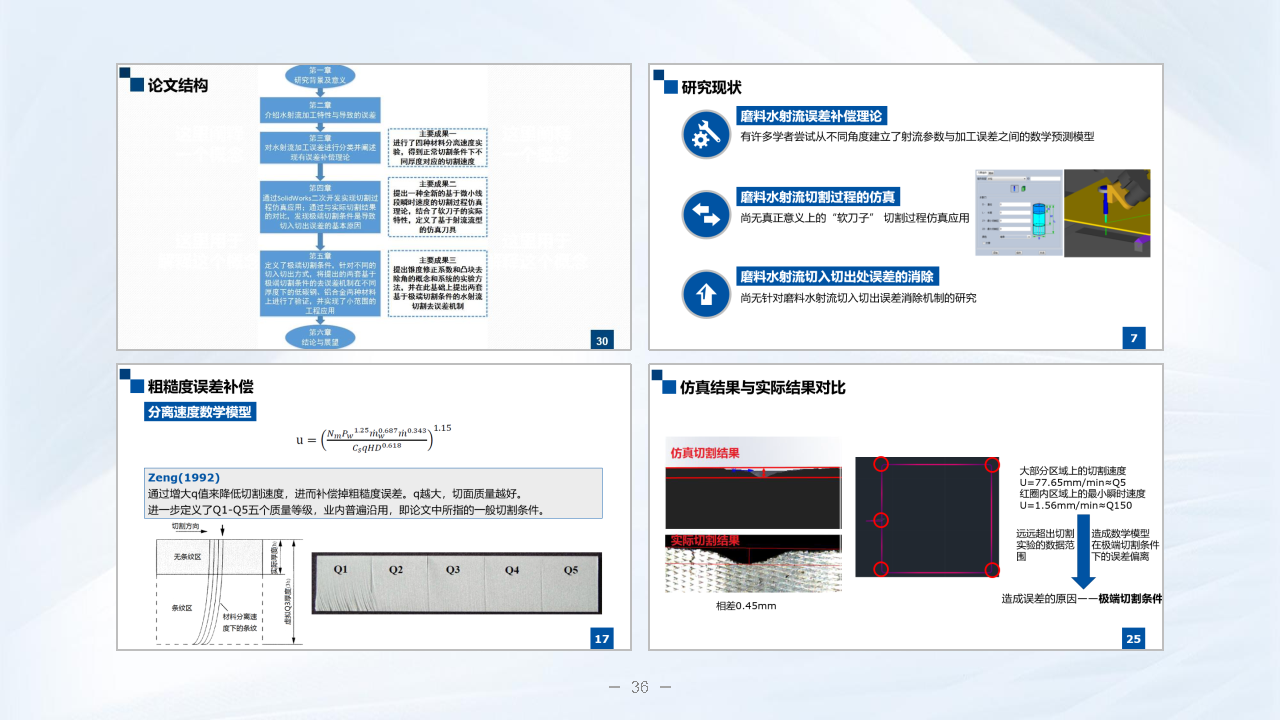 论文结构
第一章
研究背景及意义
第二章
介绍水射流加工特性与导致的误差
第三章
对水射流加工误差进行分类并阐述
现有误差补偿理论
主要成果一
进行了四种材料分离速度实
验，得到正常切割条件下不
同厚度对应的切割速度
第四章
通过SolidWorks二次开发实现切割过
程仿真应用；通过与实际切割结果
的对比，发现极端切割条件是导致
切入切出误差的基本原因
主要成果二
提出一种全新的基于微小线
段瞬时速度的切割过程仿真
理论，结合了软刀子的实际
特性，定义了基于射流流型
的仿真刀具
第五章
定义了极端切割条件，针对不同的
切入切出方式，将提出的两套基于
极端切割条件的去误差机制在不同
厚度下的低碳钢、铝合金两种材料
上进行了验证，并实现了小范围的
工程应用
主要成果三
提出锥度修正系数和凸块去
除角的概念和系统的实验方
法，并在此基础上提出两套
基于极端切割条件的水射流
切割去误差机制
第六章
结论与展望
30
研究现状
磨料水射流误差补偿理论
有许多学者尝试从不同角度建立了射流参数与加工误差之间的数学预测模型
磨料水射流切割过程的仿真
尚无真正意义上的“软刀子” 切割过程仿真应用
磨料水射流切入切出处误差的消除
尚无针对磨料水射流切入切出误差消除机制的研究
7
粗糙度误差补偿
分离速度数学模型
u = (N_m P_w^1.25 ṁ_w^0.687 ṁ^0.343 / C_s qHD^0.618)^1.15
Zeng(1992)
通过增大q值来降低切割速度，进而补偿掉粗糙度误差。q越大，切面质量越好。
进一步定义了Q1-Q5五个质量等级，业内普遍沿用，即论文中所指的一般切割条件。
切割方向
无条纹区
条纹区
材料分离速
度下的条纹
Q1 Q2 Q3 Q4 Q5
17
仿真结果与实际结果对比
仿真切割结果
实际切割结果
相差0.45mm
大部分区域上的切割速度
U=77.65mm/min≈Q5
红圈内区域上的最小瞬时速度
U=1.56mm/min≈Q150
远远超出切割
实验的数据范
围
造成数学模型
在极端切割条件
下的误差偏离
造成误差的原因——极端切割条件
25
— 36 —